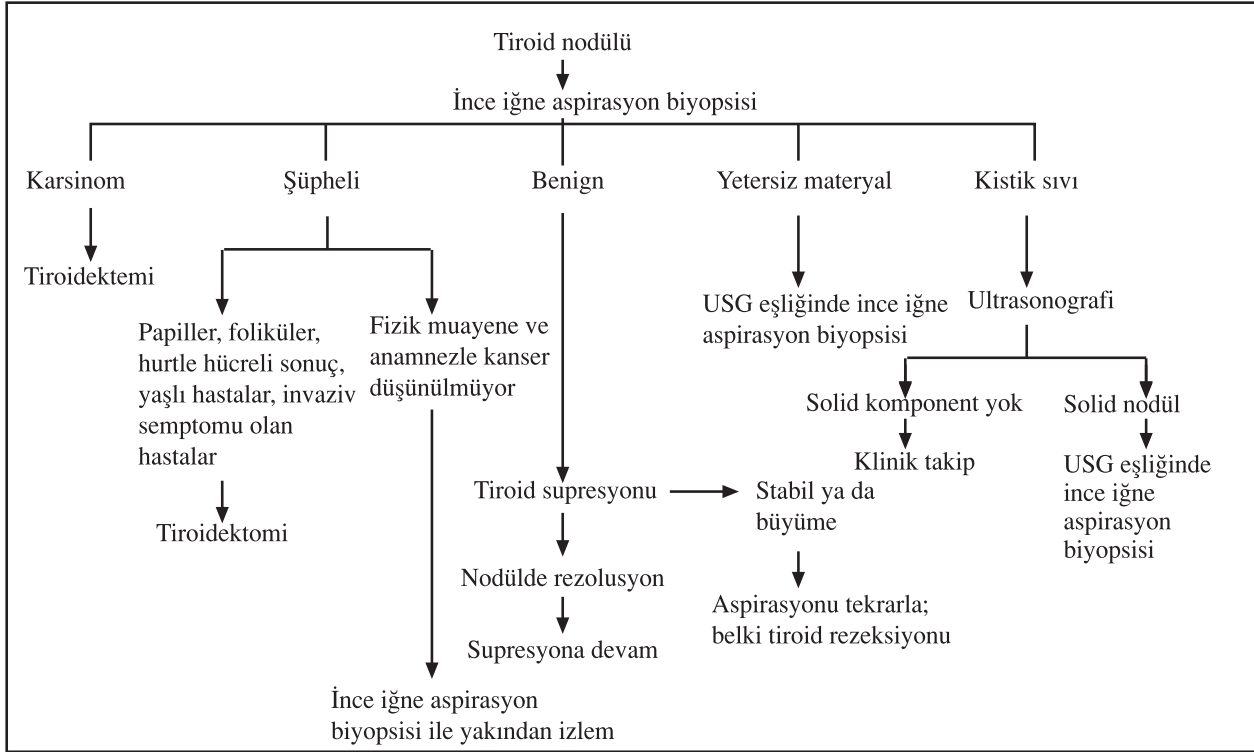 Tiroid nodülü
İnce iğne aspirasyon biyopsisi
Karsinom
Şüpheli
Benign
Yetersiz materyal
Kistik sıvı
Tiroidektemi
Papiller, foliküler,
hurtle hücreli sonuç,
yaşlı hastalar, invaziv
semptomu olan
hastalar
Tiroidektomi
Fizik muayene ve
anamnezle kanser
düşünülmüyor
İnce iğne aspirasyon
biyopsisi ile yakından izlem
Tiroid supresyonu
Nodülde rezolusyon
Supresyona devam
Stabil ya da
büyüme
Aspirasyonu tekrarla;
belki tiroid rezeksiyonu
USG eşliğinde ince iğne
aspirasyon biyopsisi
Ultrasonografi
Solid komponent yok
Klinik takip
Solid nodül
USG eşliğinde
ince iğne
aspirasyon
biyopsisi